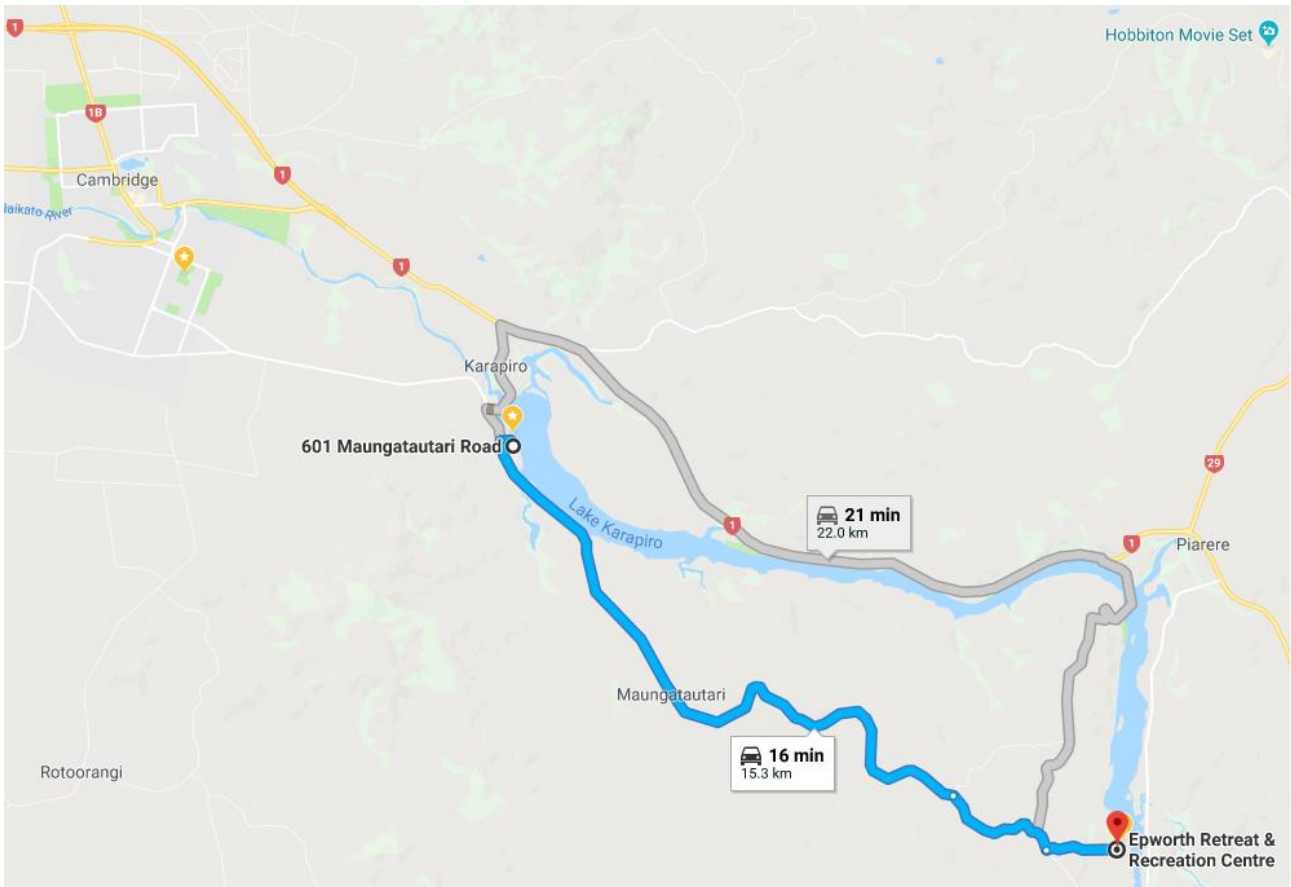 1
Hobbiton Movie Set
1B
1
Cambridge
aikato River
1
Karapiro
601 Maungatautari Road
29
Lake Karapiro
21 min
22.0 km
1
1
Piarere
Maungatautari
16 min
15.3 km
Rotoorangi
Epworth Retreat &
Recreation Centre